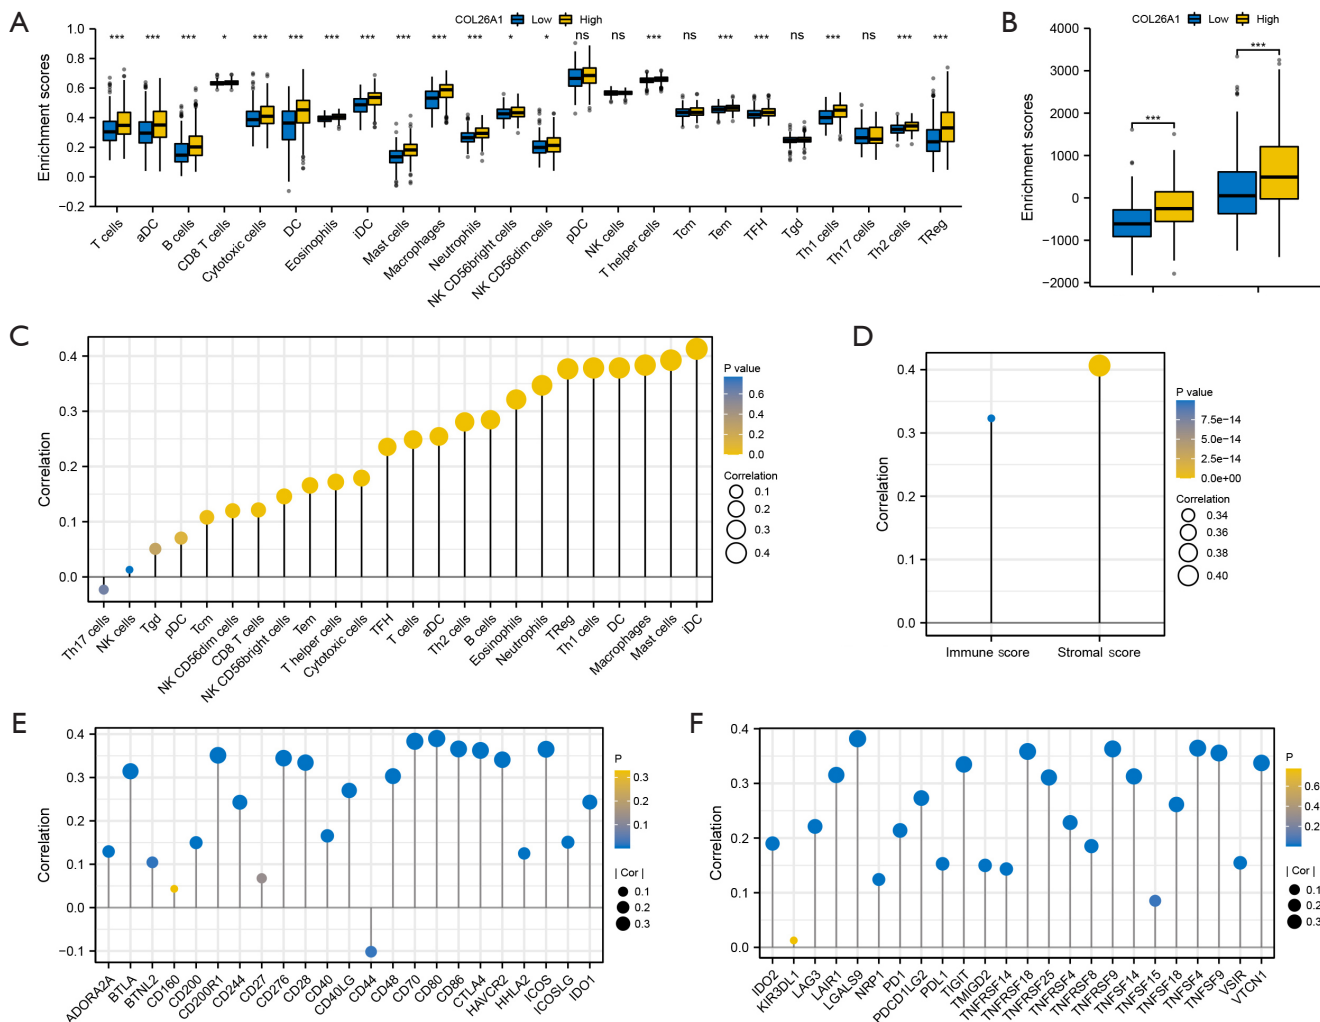 A
COL26A1 Low High
Enrichment scores
1.0
0.8
0.6
0.4
0.2
0.0
−0.2
*** *** *** * *** *** *** *** *** *** *** * * ns ns *** ns *** *** ns *** ns *** ***
T cells
aDC
B cells
CD8 T cells
Cytotoxic cells
DC
Eosinophils
iDC
Mast cells
Macrophages
Neutrophils
NK CD56bright cells
NK CD56dim cells
pDC
NK cells
T helper cells
Tcm
Tem
TFH
Tgd
Th1 cells
Th17 cells
Th2 cells
TReg
B
COL26A1 Low High
Enrichment scores
4000
3000
2000
1000
0
−1000
−2000
***
***
C
Correlation
0.4
0.3
0.2
0.1
0.0
Th17 cells
NK cells
Tgd
pDC
Tcm
NK CD56dim cells
CD8 T cells
NK CD56bright cells
Tem
T helper cells
Cytotoxic cells
TFH
T cells
aDC
Th2 cells
B cells
Eosinophils
Neutrophils
TReg
Th1 cells
DC
Macrophages
Mast cells
iDC
P value
0.6
0.4
0.2
0.0
Correlation
0.1
0.2
0.3
0.4
D
Correlation
0.4
0.3
0.2
0.1
0.0
Immune score
Stromal score
P value
7.5e−14
5.0e−14
2.5e−14
0.0e+00
Correlation
0.34
0.36
0.38
0.40
E
Correlation
0.4
0.3
0.2
0.1
0.0
−0.1
ADORA2A
BTLA
BTNL2
CD160
CD200
CD200R1
CD244
CD27
CD276
CD28
CD40
CD40LG
CD44
CD48
CD70
CD80
CD86
CTLA4
HAVCR2
HHLA2
ICOS
ICOSLG
IDO1
P
0.3
0.2
0.1
| Cor |
0.1
0.2
0.3
F
Correlation
0.4
0.3
0.2
0.1
0.0
IDO2
KIR3DL1
LAG3
LAIR1
LGALS9
NRP1
PD1
PDCD1LG2
PDL1
TIGIT
TMIGD2
TNFRSF14
TNFRSF18
TNFRSF25
TNFRSF4
TNFRSF8
TNFRSF9
TNFSF14
TNFSF15
TNFSF18
TNFSF4
TNFSF9
VSIR
VTCN1
P
0.6
0.4
0.2
| Cor |
0.1
0.2
0.3